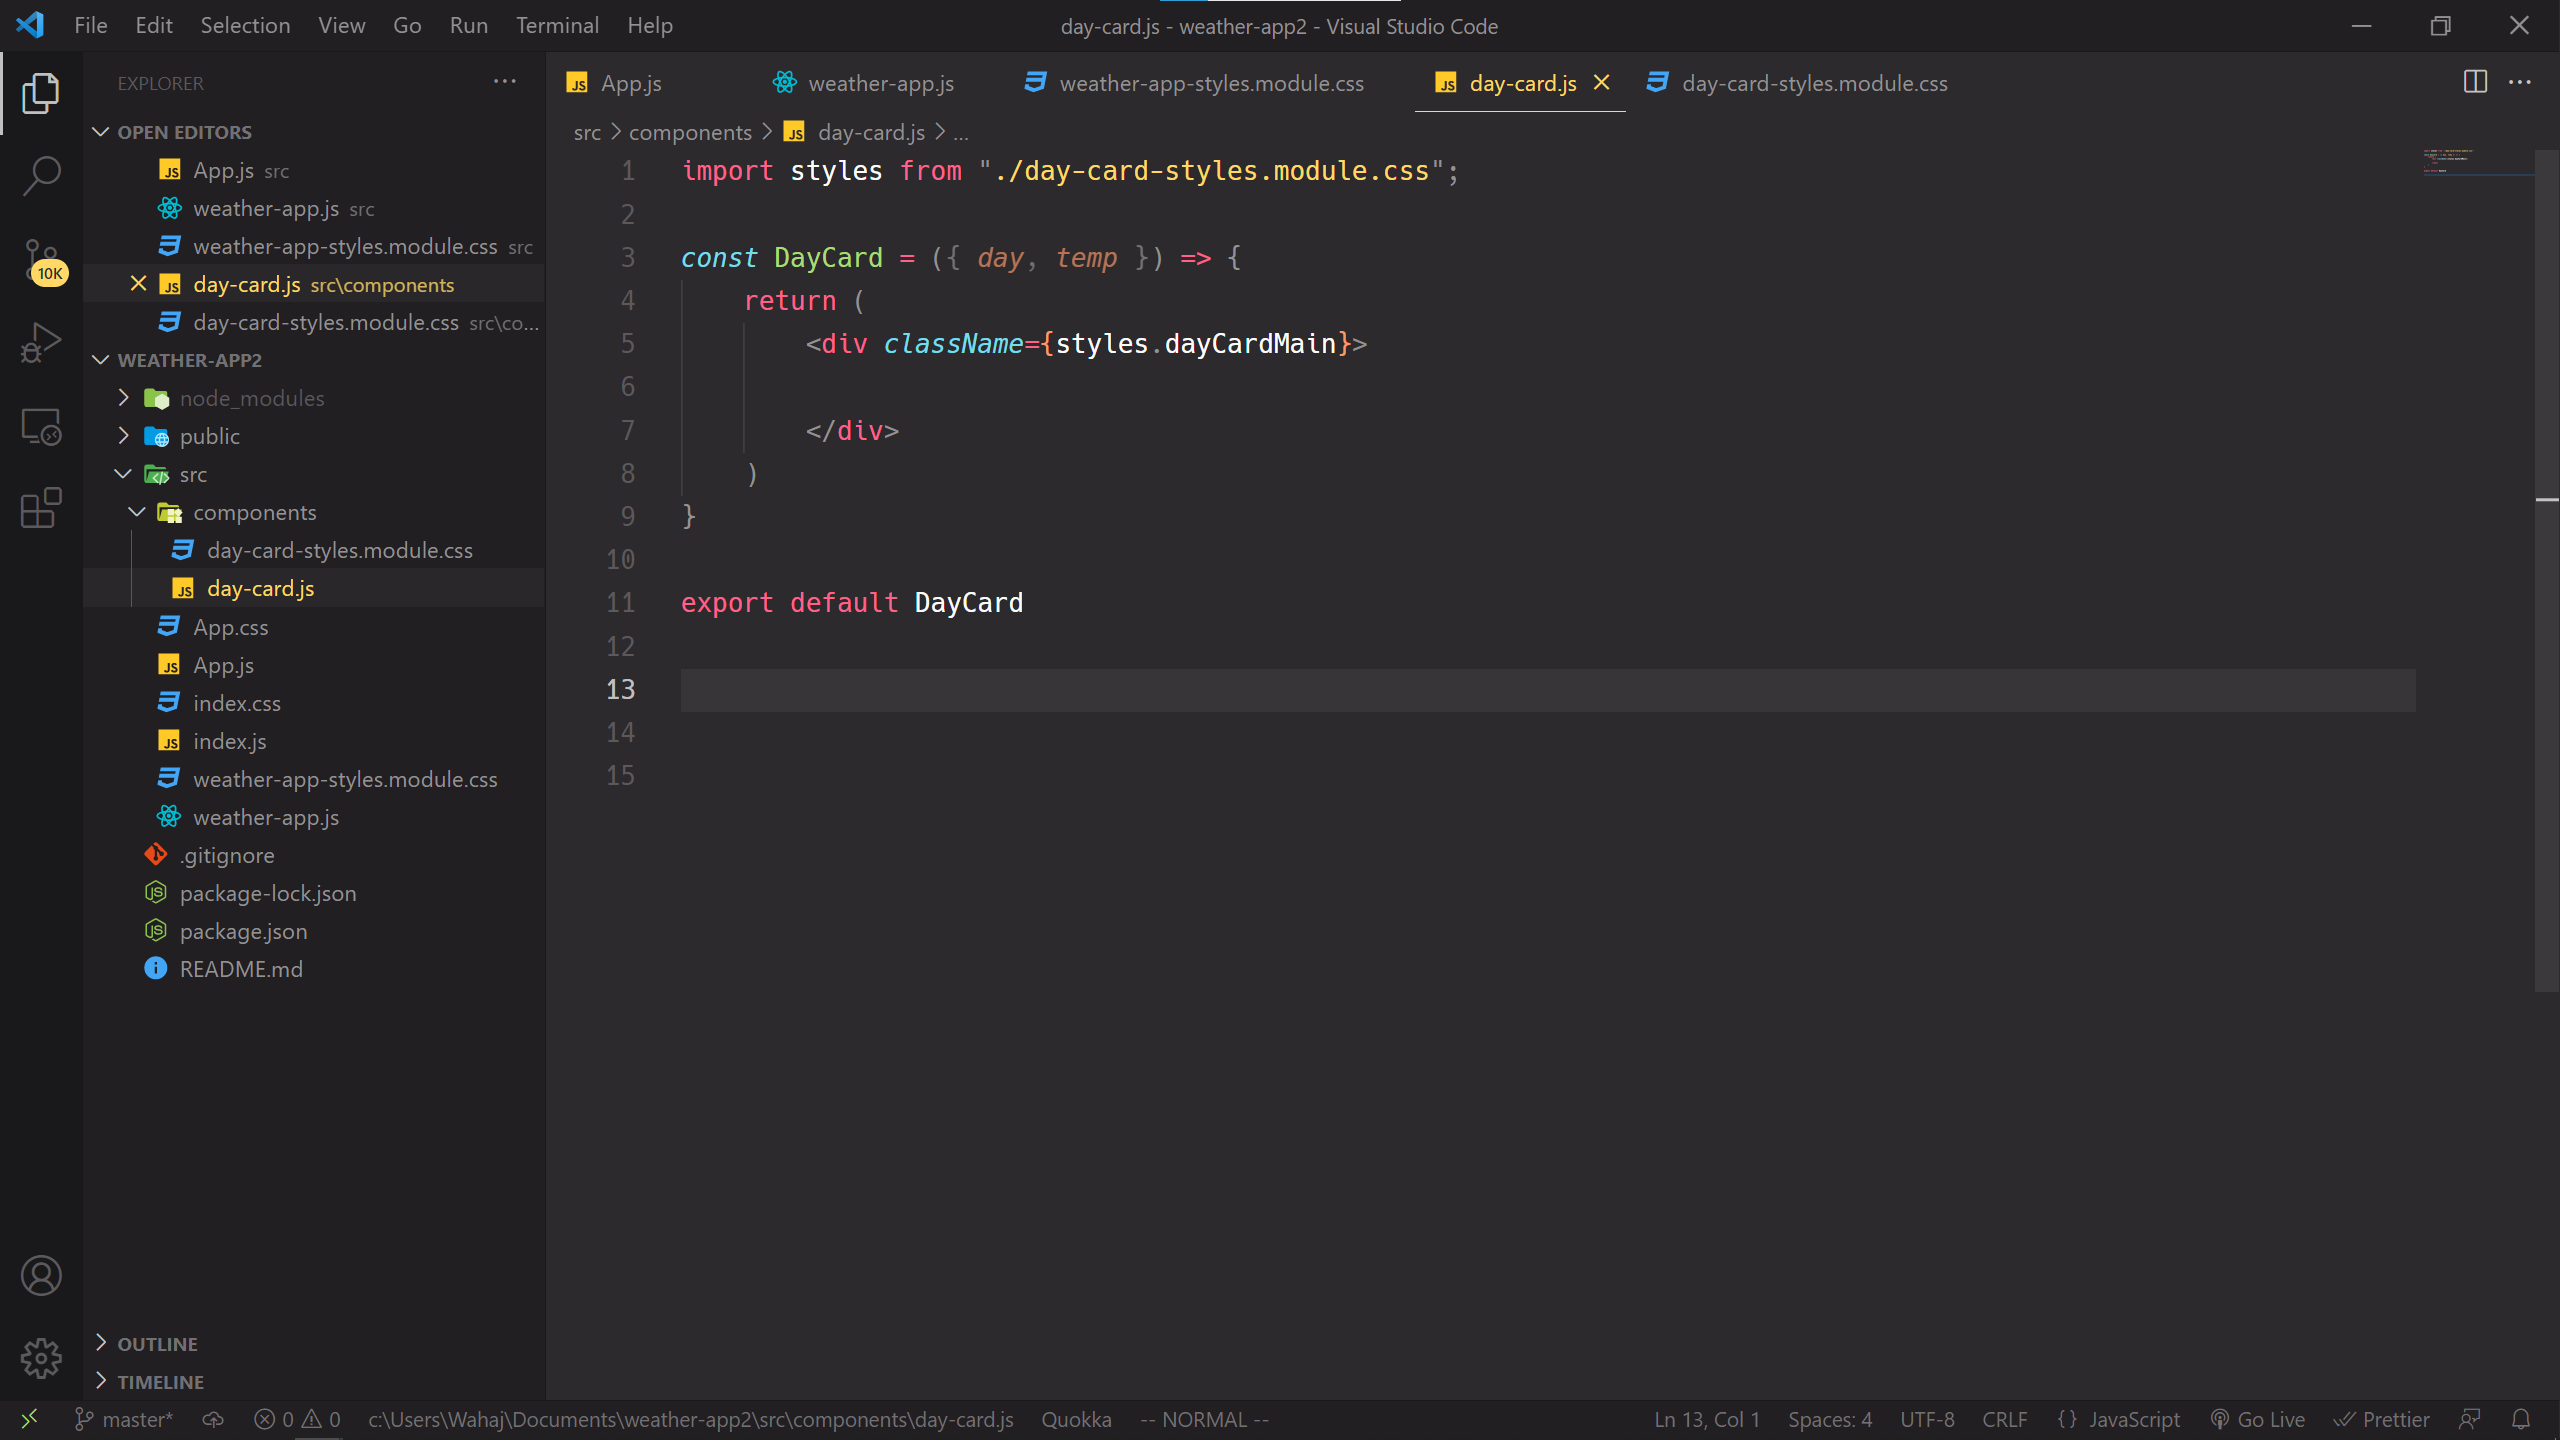 File Edit Selection View Go Run Terminal Help
day-card.js - weather-app2 - Visual Studio Code
EXPLORER
OPEN EDITORS
App.js src
weather-app.js src
weather-app-styles.module.css src
day-card.js src\components
day-card-styles.module.css src\co...
10K
WEATHER-APP2
node_modules
public
src
components
day-card-styles.module.css
day-card.js
App.css
App.js
index.css
index.js
weather-app-styles.module.css
weather-app.js
.gitignore
package-lock.json
package.json
README.md
OUTLINE
TIMELINE
App.js weather-app.js weather-app-styles.module.css day-card.js day-card-styles.module.css
src > components > JS day-card.js > ...
1 import styles from "./day-card-styles.module.css";
2
3 const DayCard = ({ day, temp }) => {
4     return (
5         <div className={styles.dayCardMain}>
6
7         </div>
8     )
9 }
10
11 export default DayCard
12
13
14
15
master* 0 0 c:\Users\Wahaj\Documents\weather-app2\src\components\day-card.js Quokka -- NORMAL -- Ln 13, Col 1 Spaces: 4 UTF-8 CRLF {} JavaScript Go Live Prettier